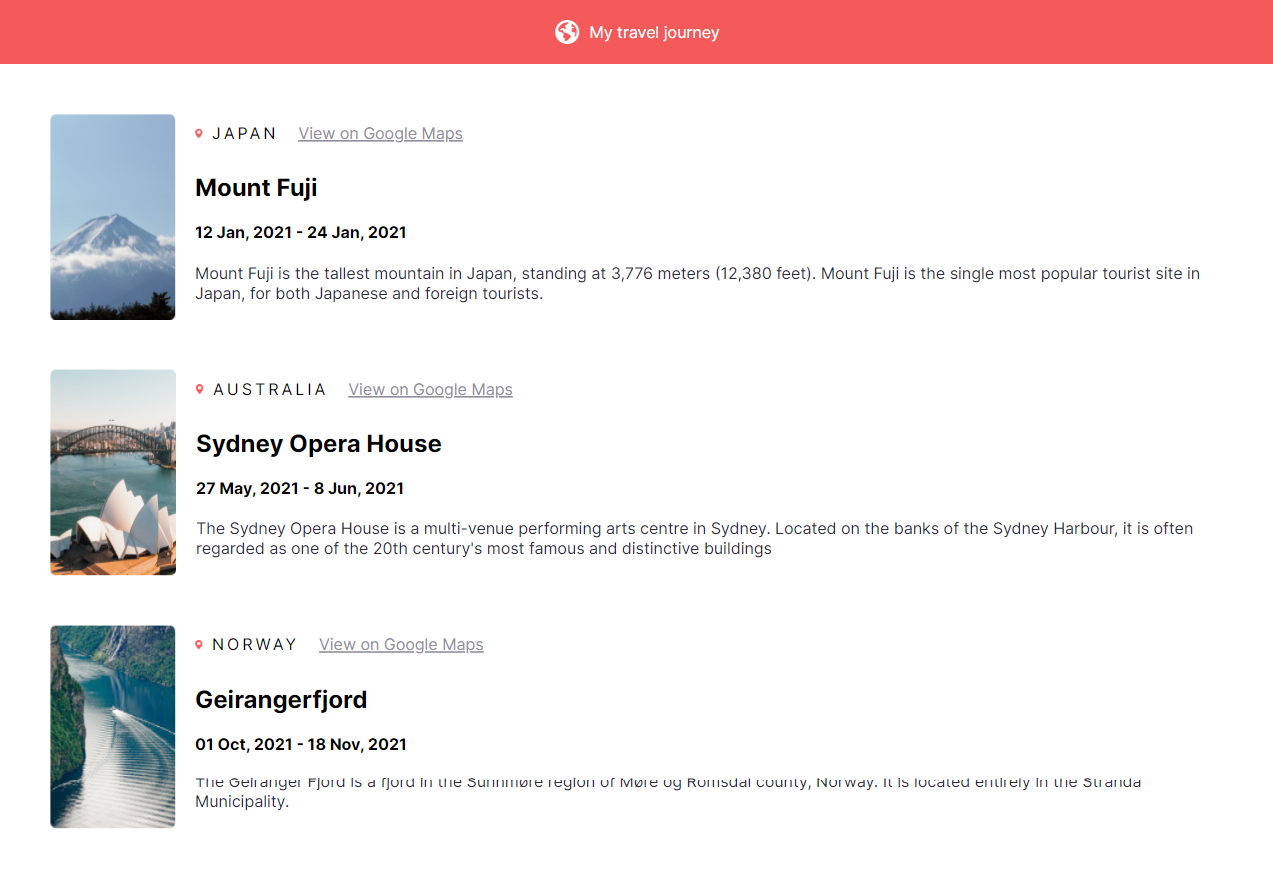 My travel journey
JAPAN View on Google Maps
Mount Fuji
12 Jan, 2021 - 24 Jan, 2021
Mount Fuji is the tallest mountain in Japan, standing at 3,776 meters (12,380 feet). Mount Fuji is the single most popular tourist site in
Japan, for both Japanese and foreign tourists.
AUSTRALIA View on Google Maps
Sydney Opera House
27 May, 2021 - 8 Jun, 2021
The Sydney Opera House is a multi-venue performing arts centre in Sydney. Located on the banks of the Sydney Harbour, it is often
regarded as one of the 20th century's most famous and distinctive buildings
NORWAY View on Google Maps
Geirangerfjord
01 Oct, 2021 - 18 Nov, 2021
The Geiranger Fjord is a fjord in the Sunnmøre region of Møre og Romsdal county, Norway. It is located entirely in the Stranda
Municipality.